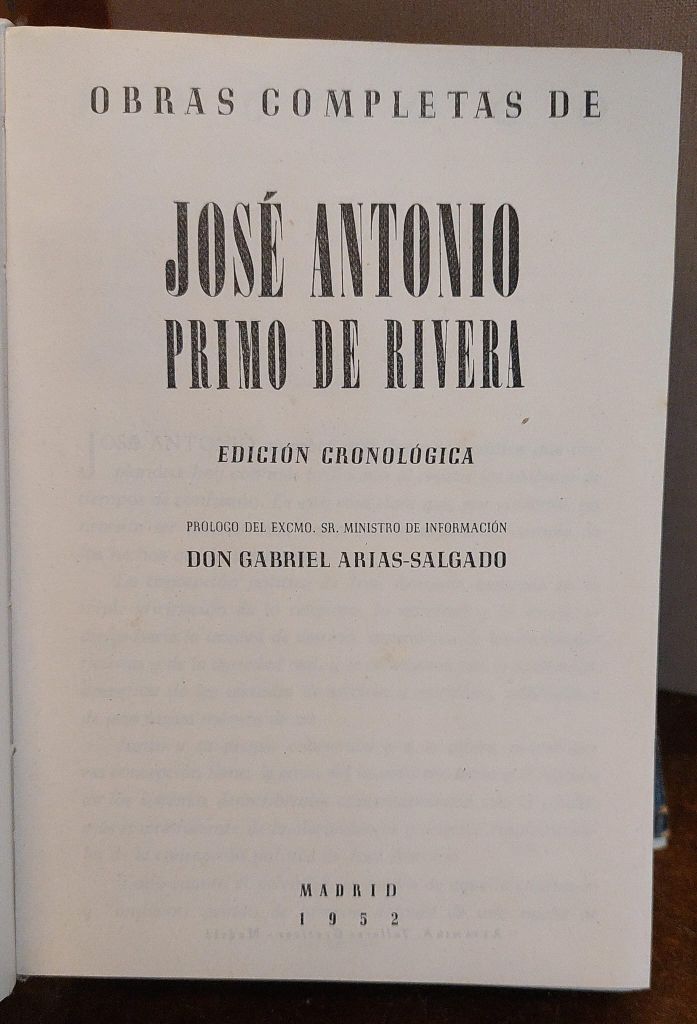 OBRAS COMPLETAS DE
JOSÉ ANTONIO
PRIMO DE RIVERA
EDICIÓN CRONOLÓGICA
PROLOGO DEL EXCMO. SR. MINISTRO DE INFORMACIÓN
DON GABRIEL ARIAS-SALGADO
MADRID
1952